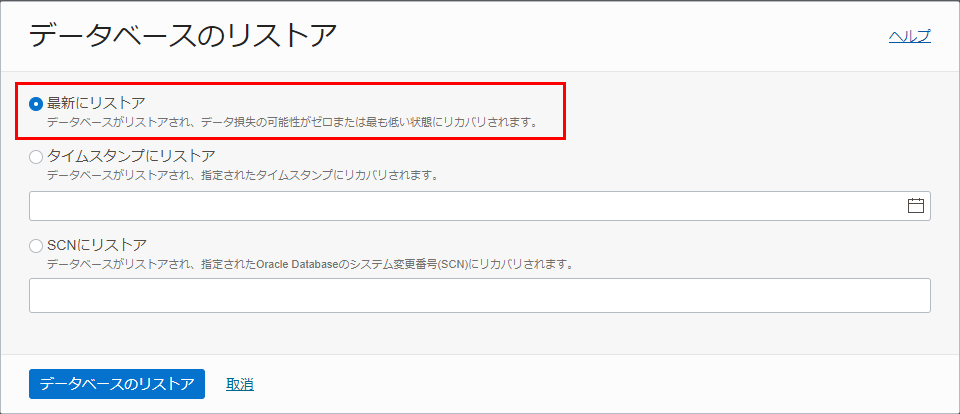 データベースのリストア
ヘルプ
最新にリストア
データベースがリストアされ、データ損失の可能性がゼロまたは最も低い状態にリカバリされます。
タイムスタンプにリストア
データベースがリストアされ、指定されたタイムスタンプにリカバリされます。
SCNにリストア
データベースがリストアされ、指定されたOracle Databaseのシステム変更番号(SCN)にリカバリされます。
データベースのリストア
取消